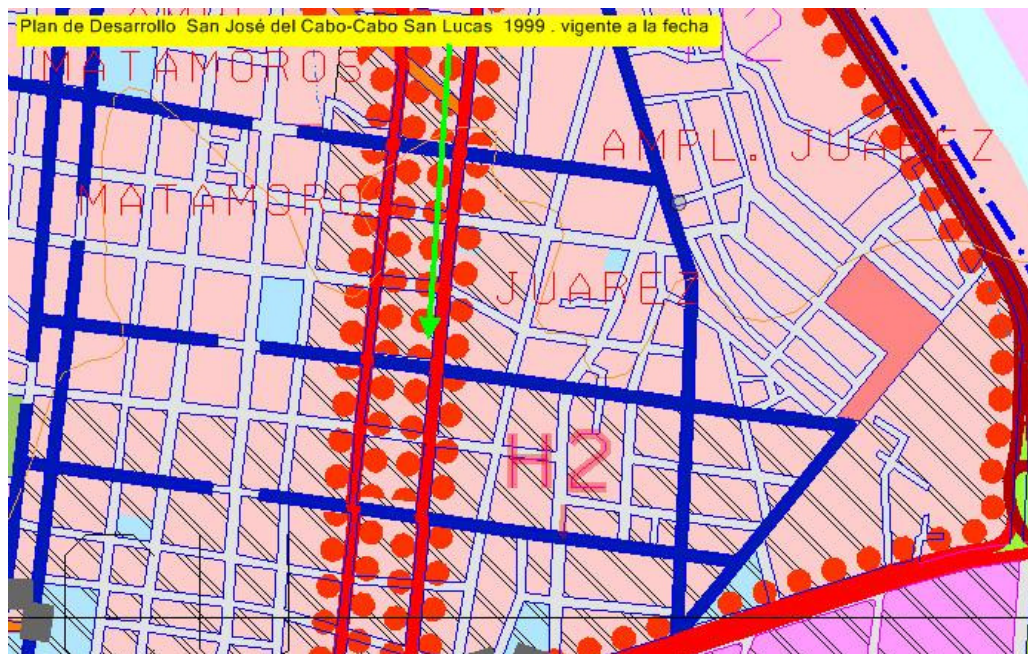 Plan de Desarrollo San José del Cabo-Cabo San Lucas 1999 . vigente a la fecha
MATAMOROS
AMPL. JUAREZ
MATAMOROS
JUAREZ
H2